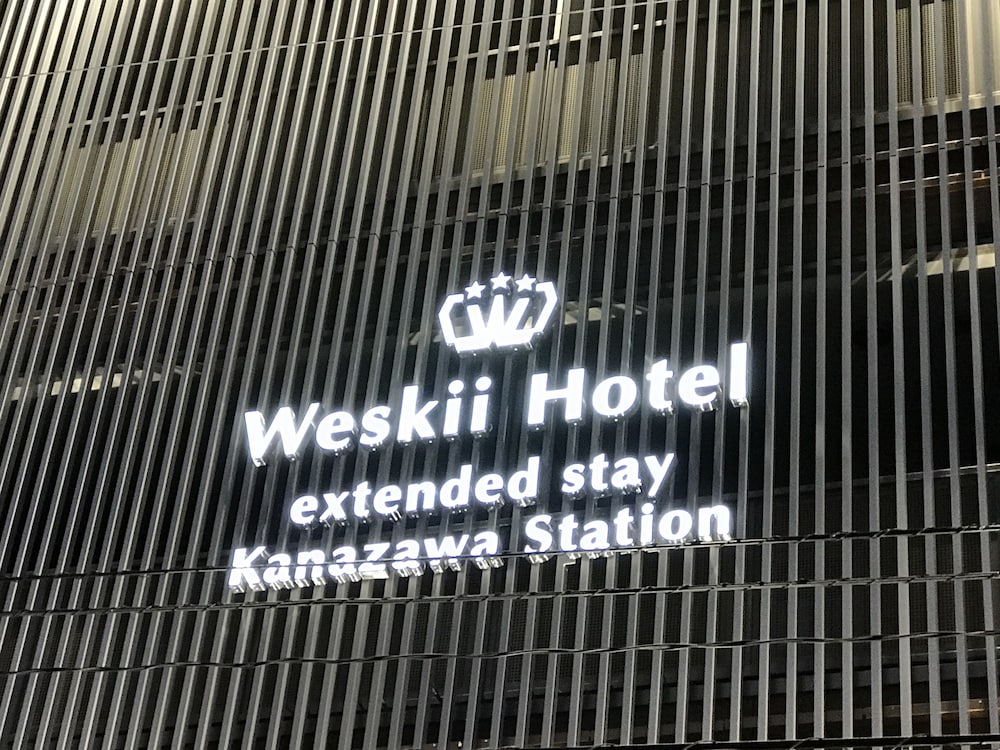 W
Weskii Hotel
extended stay
Kanazawa Station